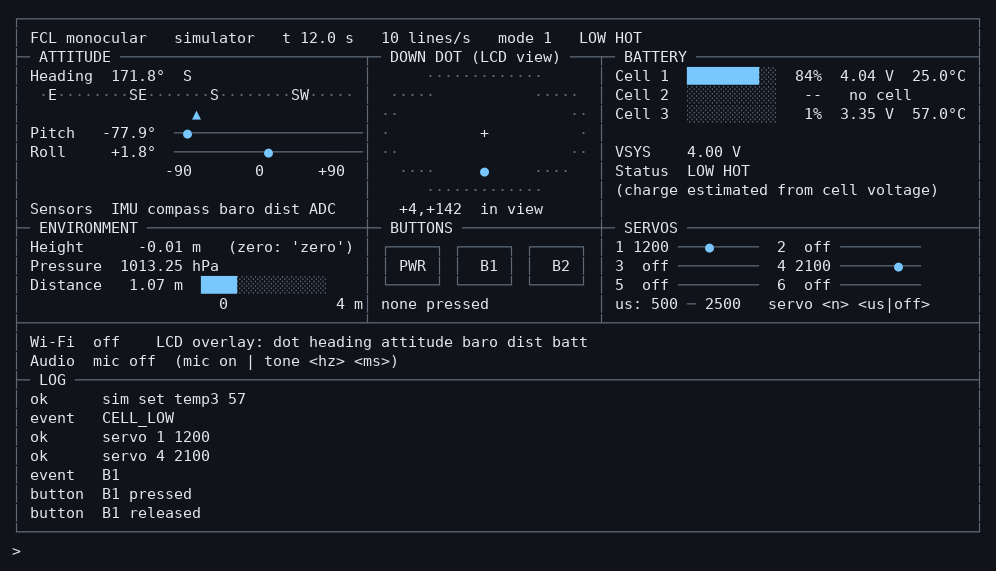 FCL monocular   simulator   t 12.0 s   10 lines/s   mode 1   LOW HOT
ATTITUDE
Heading  171.8°  S
·E········SE·······S········SW·····
Pitch   -77.9°
Roll     +1.8°
-90       0      +90
Sensors  IMU compass baro dist ADC
DOWN DOT (LCD view)
+
+4,+142  in view
BATTERY
Cell 1   84%  4.04 V  25.0°C
Cell 2   --   no cell
Cell 3   1%  3.35 V  57.0°C
VSYS    4.00 V
Status  LOW HOT
(charge estimated from cell voltage)
ENVIRONMENT
Height      -0.01 m   (zero: 'zero')
Pressure  1013.25 hPa
Distance   1.07 m
0            4 m
BUTTONS
PWR   B1   B2
none pressed
SERVOS
1 1200   2  off
3  off   4 2100
5  off   6  off
us: 500 ─ 2500   servo <n> <us|off>
Wi-Fi  off    LCD overlay: dot heading attitude baro dist batt
Audio  mic off  (mic on | tone <hz> <ms>)
LOG
ok      sim set temp3 57
event   CELL_LOW
ok      servo 1 1200
ok      servo 4 2100
event   B1
button  B1 pressed
button  B1 released
>